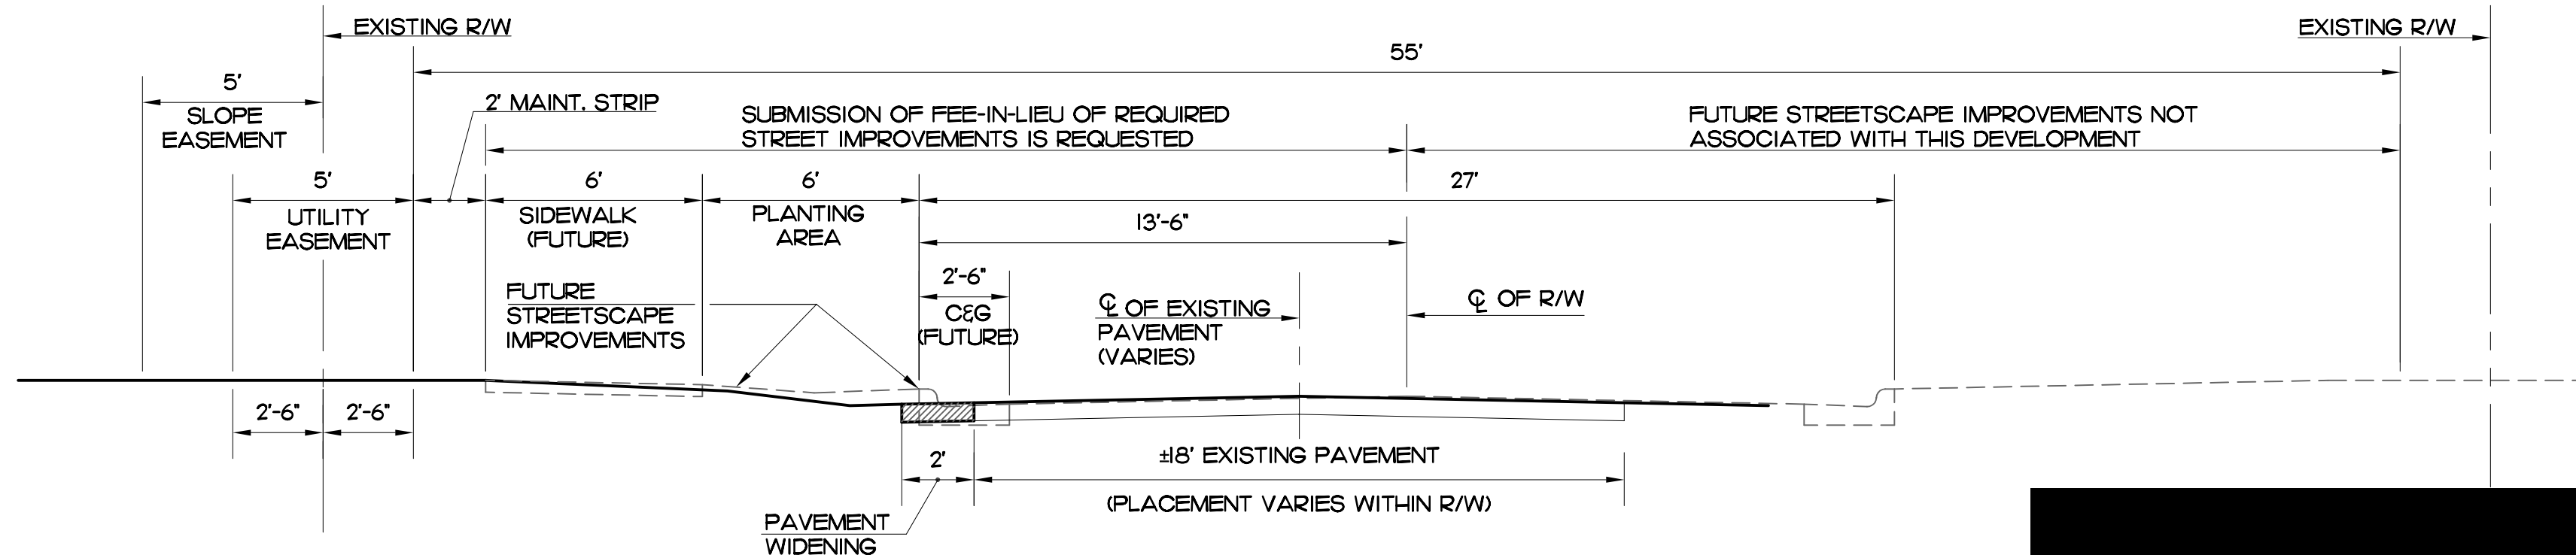 EXISTING R/W
EXISTING R/W
55'
5'
SLOPE
EASEMENT
2' MAINT. STRIP
SUBMISSION OF FEE-IN-LIEU OF REQUIRED
STREET IMPROVEMENTS IS REQUESTED
FUTURE STREETSCAPE IMPROVEMENTS NOT
ASSOCIATED WITH THIS DEVELOPMENT
5'
UTILITY
EASEMENT
6'
SIDEWALK
(FUTURE)
6'
PLANTING
AREA
27'
13'-6"
2'-6"
C&G
(FUTURE)
FUTURE
STREETSCAPE
IMPROVEMENTS
℄ OF EXISTING
PAVEMENT
(VARIES)
℄ OF R/W
2'-6"
2'-6"
2'
±18' EXISTING PAVEMENT
(PLACEMENT VARIES WITHIN R/W)
PAVEMENT
WIDENING